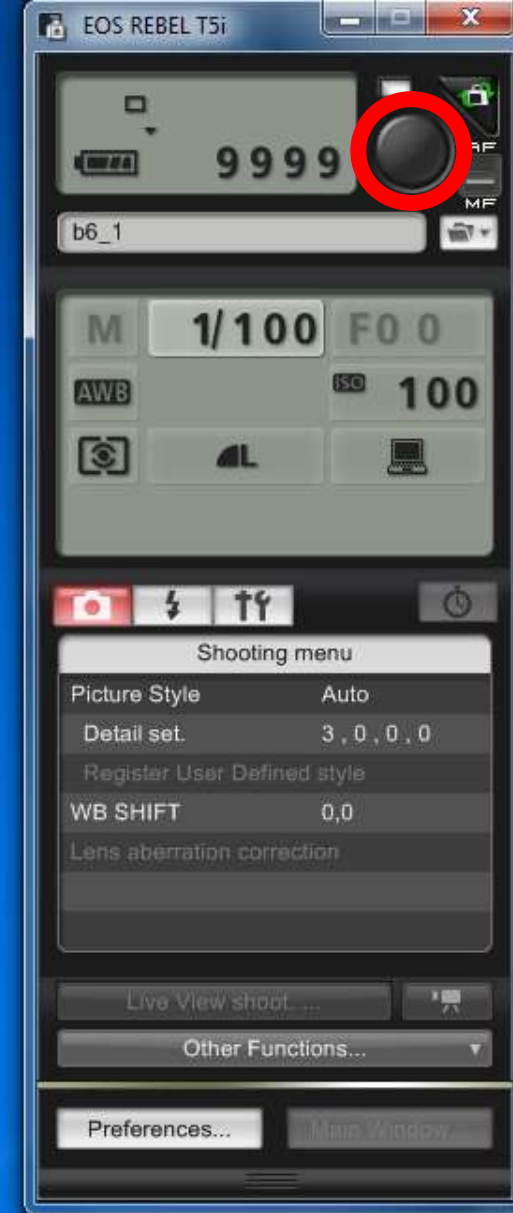 EOS REBEL T5i
9999
AF
MF
b6_1
M 1/100 F0 0
AWB ISO 100
L
Shooting menu
Picture Style Auto
Detail set. 3 , 0 , 0 , 0
Register User Defined style
WB SHIFT 0,0
Lens aberration correction
Live View shoot. ...
Other Functions...
Preferences... Main Window...